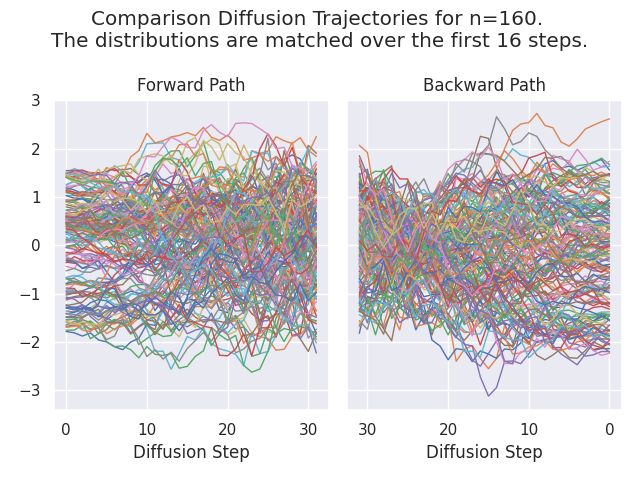 Comparison Diffusion Trajectories for n=160.
The distributions are matched over the first 16 steps.
Forward Path
Backward Path
3
2
1
0
−1
−2
−3
0 10 20 30
30 20 10 0
Diffusion Step
Diffusion Step